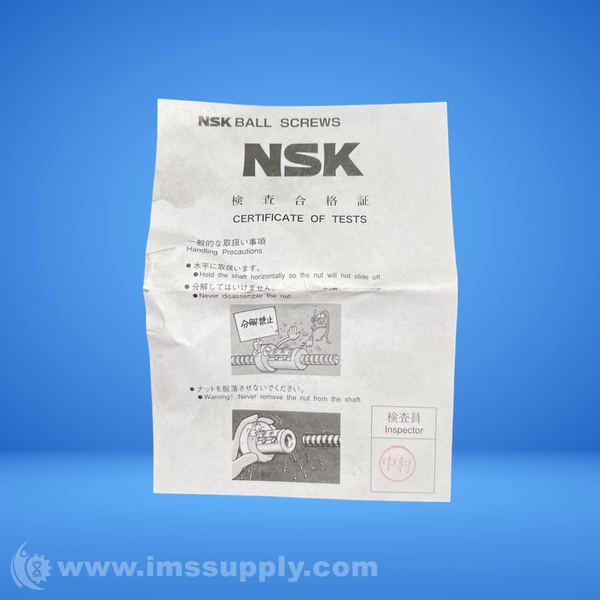 NSK BALL SCREWS
NSK
検査合格証
CERTIFICATE OF TESTS
一般的な取扱い事項
Handling Precautions
●水平に取扱います。
●Hold the shaft horizontally so the nut will not slide off.
●分解してはいけません。
●Never disassemble the nut.
分解禁止
●ナットを脱落させないでください。
●Warning! Never remove the nut from the shaft.
検査員
Inspector
中村
www.imssupply.com